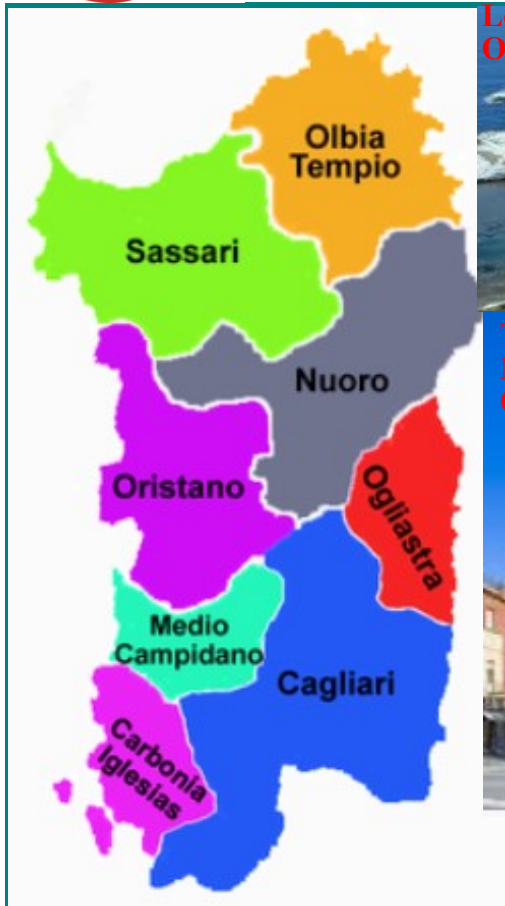 Olbia
Tempio
Sassari
Nuoro
Oristano
Ogliastra
Medio
Campidano
Cagliari
Carbonia
Iglesias